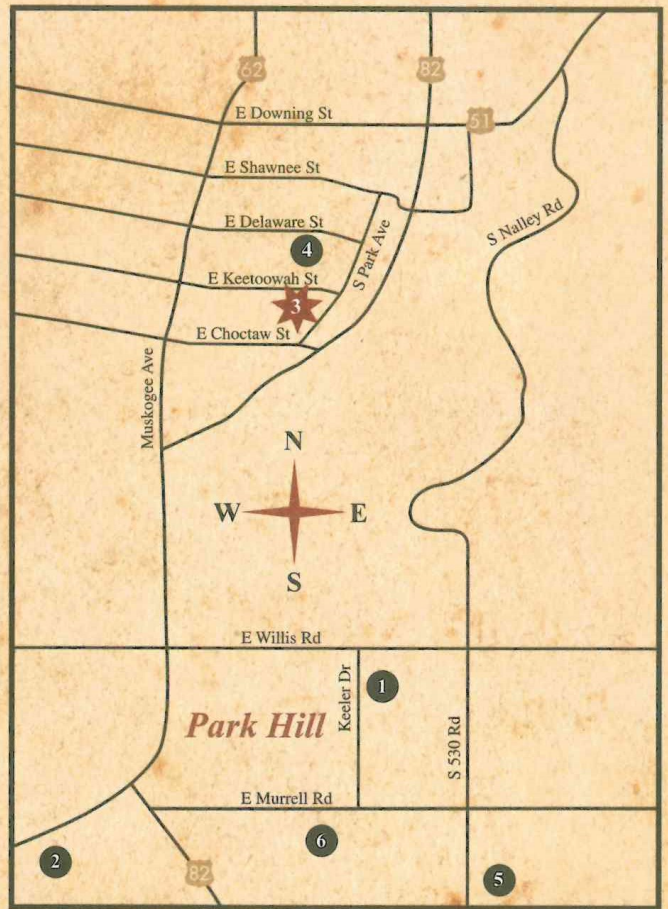 62
82
E Downing St
51
E Shawnee St
E Delaware St
S Nalley Rd
4
S Park Ave
E Keetoowah St
3
E Choctaw St
Muskogee Ave
N
W
E
S
E Willis Rd
Keeler Dr
1
Park Hill
S 530 Rd
E Murrell Rd
6
2
82
5